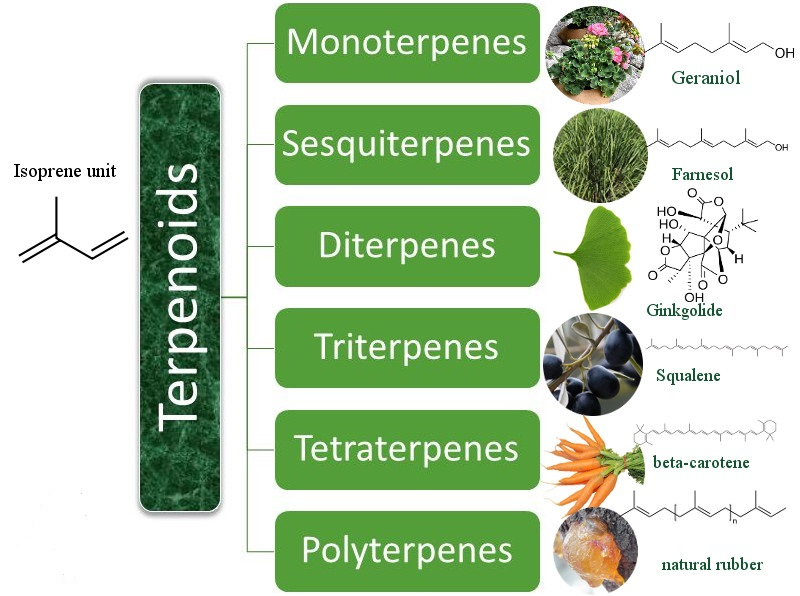 Isoprene unit
Terpenoids
Monoterpenes
OH
Geraniol
Sesquiterpenes
OH
Farnesol
Diterpenes
O
O
HO
HO
O
H
O
O
H
O
O
O
OH
Ginkgolide
Triterpenes
Squalene
Tetraterpenes
beta-carotene
Polyterpenes
n
natural rubber